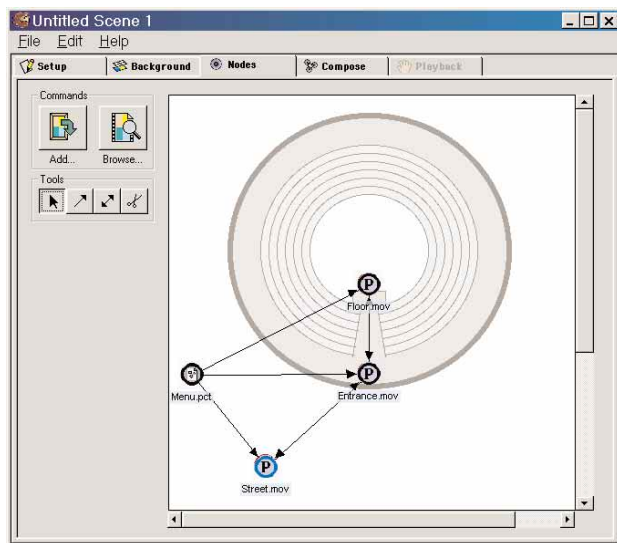 Untitled Scene 1
File Edit Help
Setup Background Nodes Compose Playback
Commands
Add... Browse...
Tools
P
Floor.mov
P
Menu.pct Entrance.mov
P
Street.mov